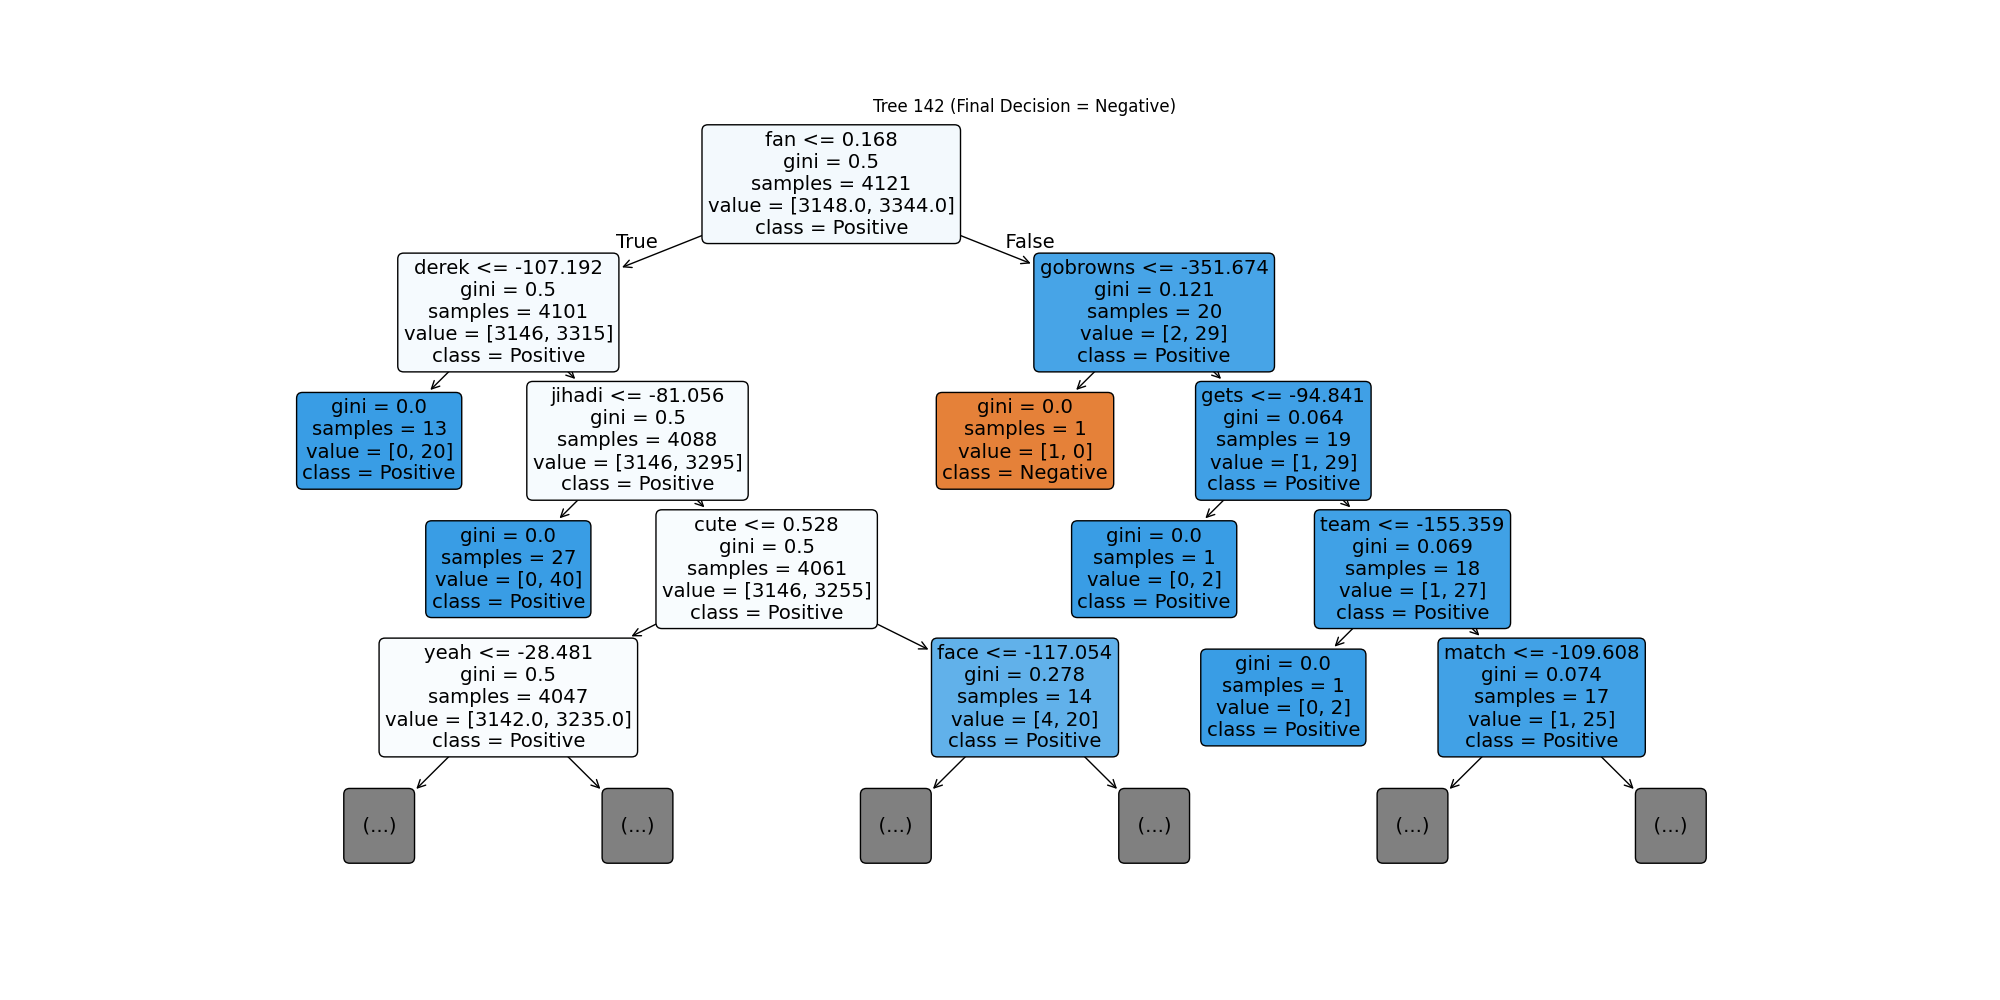 Tree 142 (Final Decision = Negative)
fan <= 0.168
gini = 0.5
samples = 4121
value = [3148.0, 3344.0]
class = Positive
True
False
derek <= -107.192
gini = 0.5
samples = 4101
value = [3146, 3315]
class = Positive
gobrowns <= -351.674
gini = 0.121
samples = 20
value = [2, 29]
class = Positive
gini = 0.0
samples = 13
value = [0, 20]
class = Positive
jihadi <= -81.056
gini = 0.5
samples = 4088
value = [3146, 3295]
class = Positive
gini = 0.0
samples = 1
value = [1, 0]
class = Negative
gets <= -94.841
gini = 0.064
samples = 19
value = [1, 29]
class = Positive
gini = 0.0
samples = 27
value = [0, 40]
class = Positive
cute <= 0.528
gini = 0.5
samples = 4061
value = [3146, 3255]
class = Positive
gini = 0.0
samples = 1
value = [0, 2]
class = Positive
team <= -155.359
gini = 0.069
samples = 18
value = [1, 27]
class = Positive
yeah <= -28.481
gini = 0.5
samples = 4047
value = [3142.0, 3235.0]
class = Positive
face <= -117.054
gini = 0.278
samples = 14
value = [4, 20]
class = Positive
gini = 0.0
samples = 1
value = [0, 2]
class = Positive
match <= -109.608
gini = 0.074
samples = 17
value = [1, 25]
class = Positive
(...)
(...)
(...)
(...)
(...)
(...)